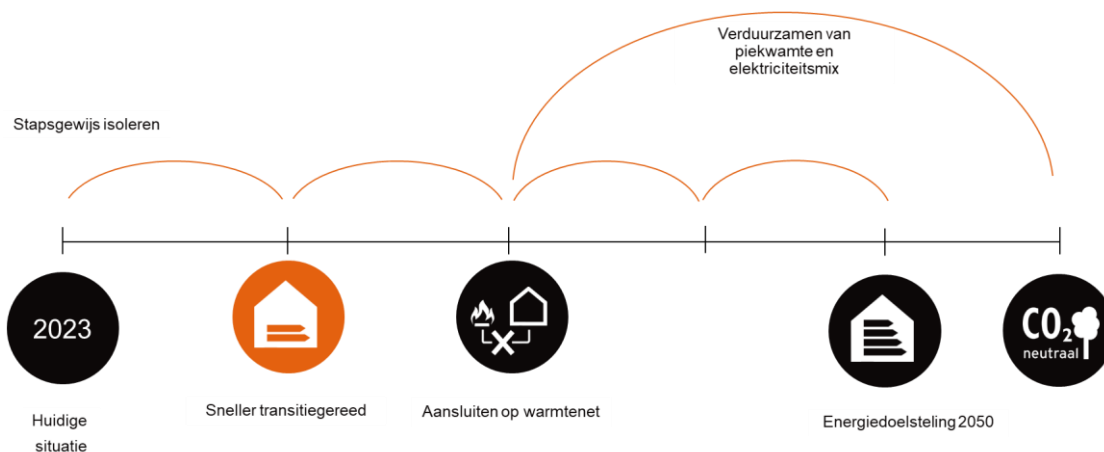 Verduurzamen van
piekwamte en
elektriciteitsmix
Stapsgewijs isoleren
2023
CO2
neutraal
Huidige
situatie
Sneller transitiegereed
Aansluiten op warmtenet
Energiedoelsteling 2050